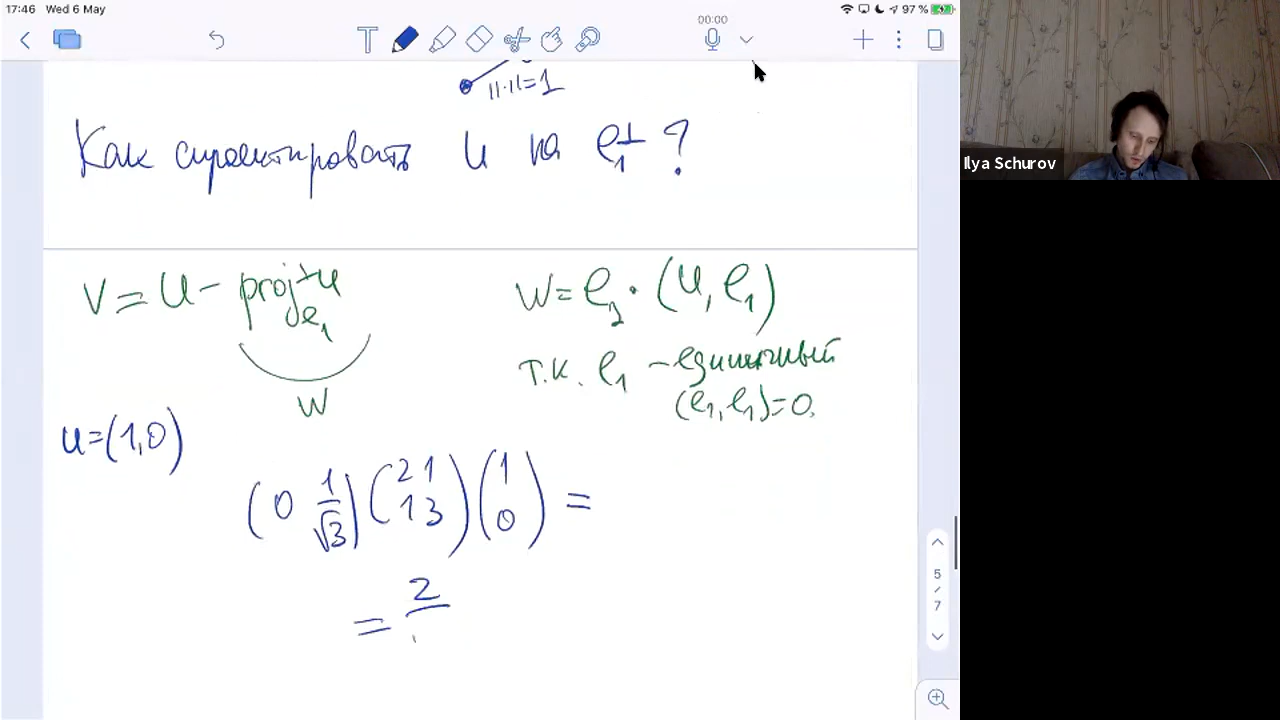 17:46 Wed 6 May
97 %
00:00
||·||=1
Как спроектировать u на e₁⊥ ?
Ilya Schurov
V = u - proj e₁ u
w
w = e₁ · (u, e₁)
т.к. e₁ - единичный
(e₁, e₁)=0,
u=(1,0)
(0 1/√3) (2 1 1 3) (1 0) =
= 2/
5 / 7